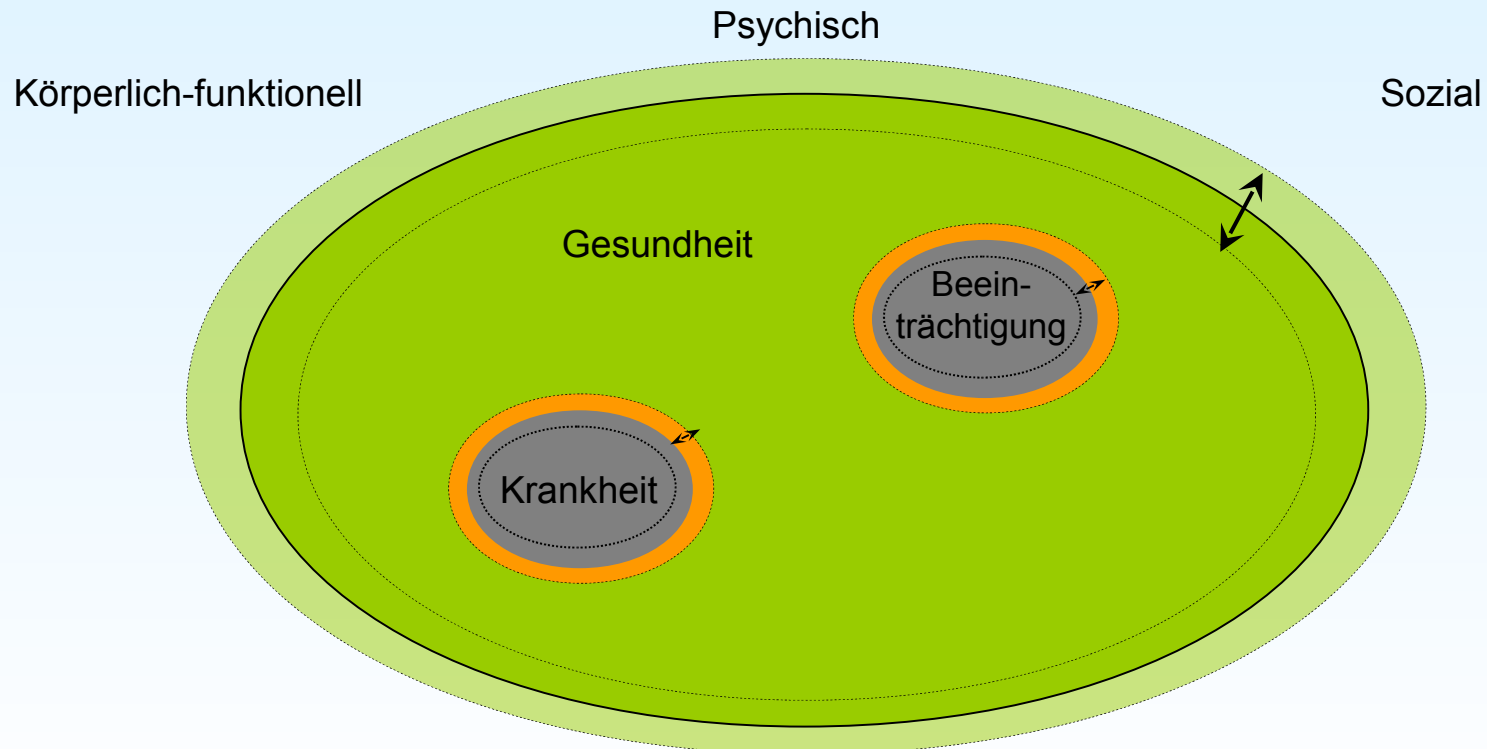 Psychisch
Körperlich-funktionell
Sozial
Gesundheit
Beein-
trächtigung
Krankheit